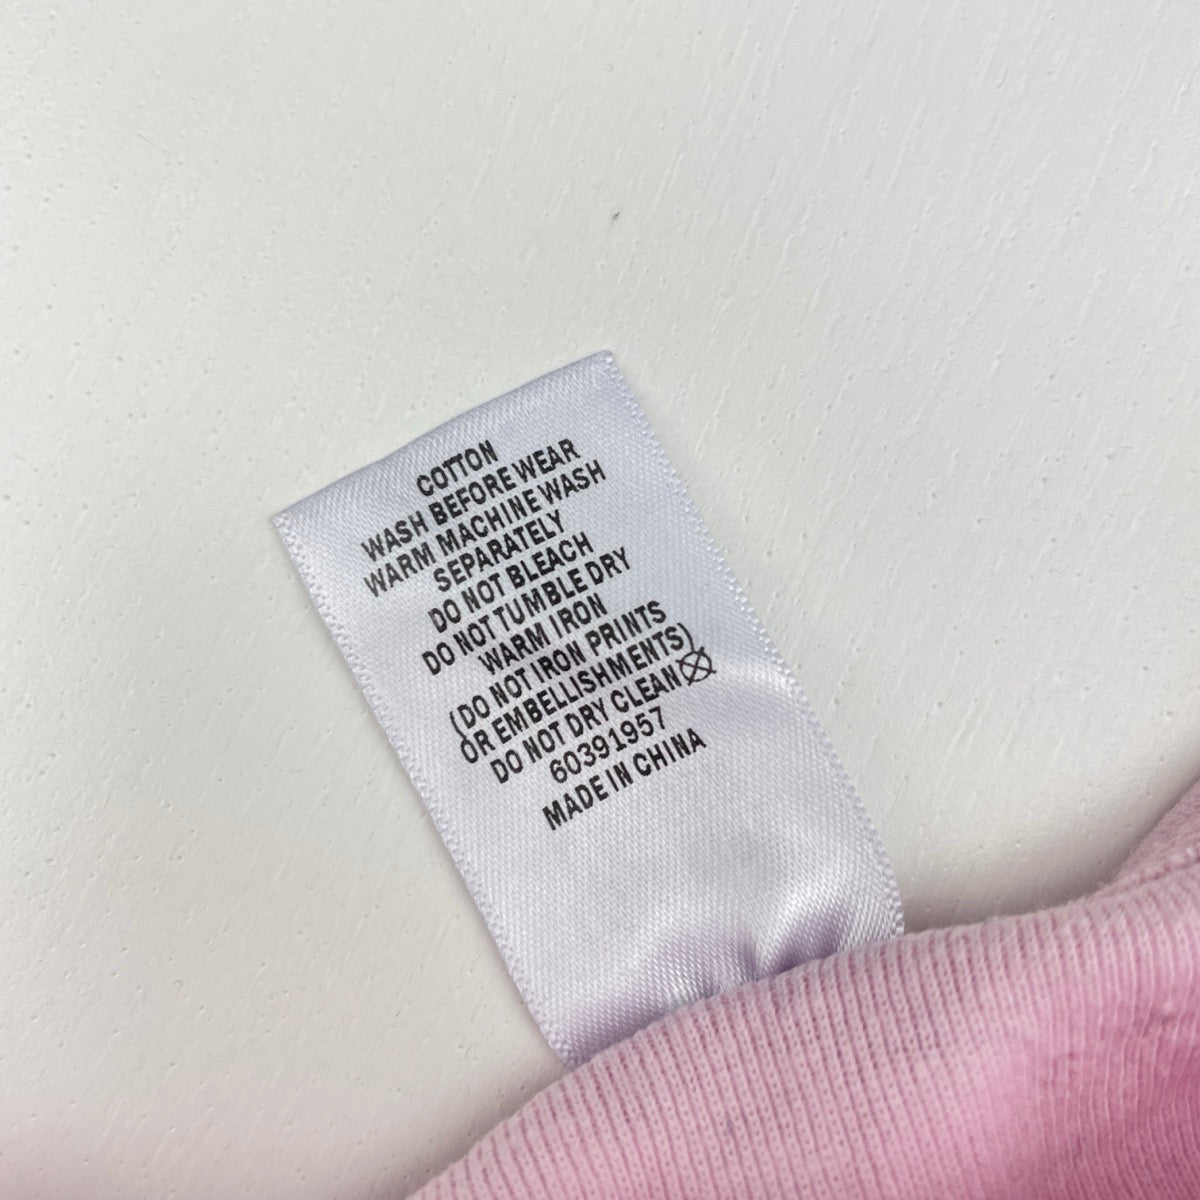 COTTON
WASH BEFORE WEAR
WARM MACHINE WASH
SEPARATELY
DO NOT BLEACH
DO NOT TUMBLE DRY
WARM IRON
(DO NOT IRON PRINTS
OR EMBELLISHMENTS)
DO NOT DRY CLEAN
60391957
MADE IN CHINA